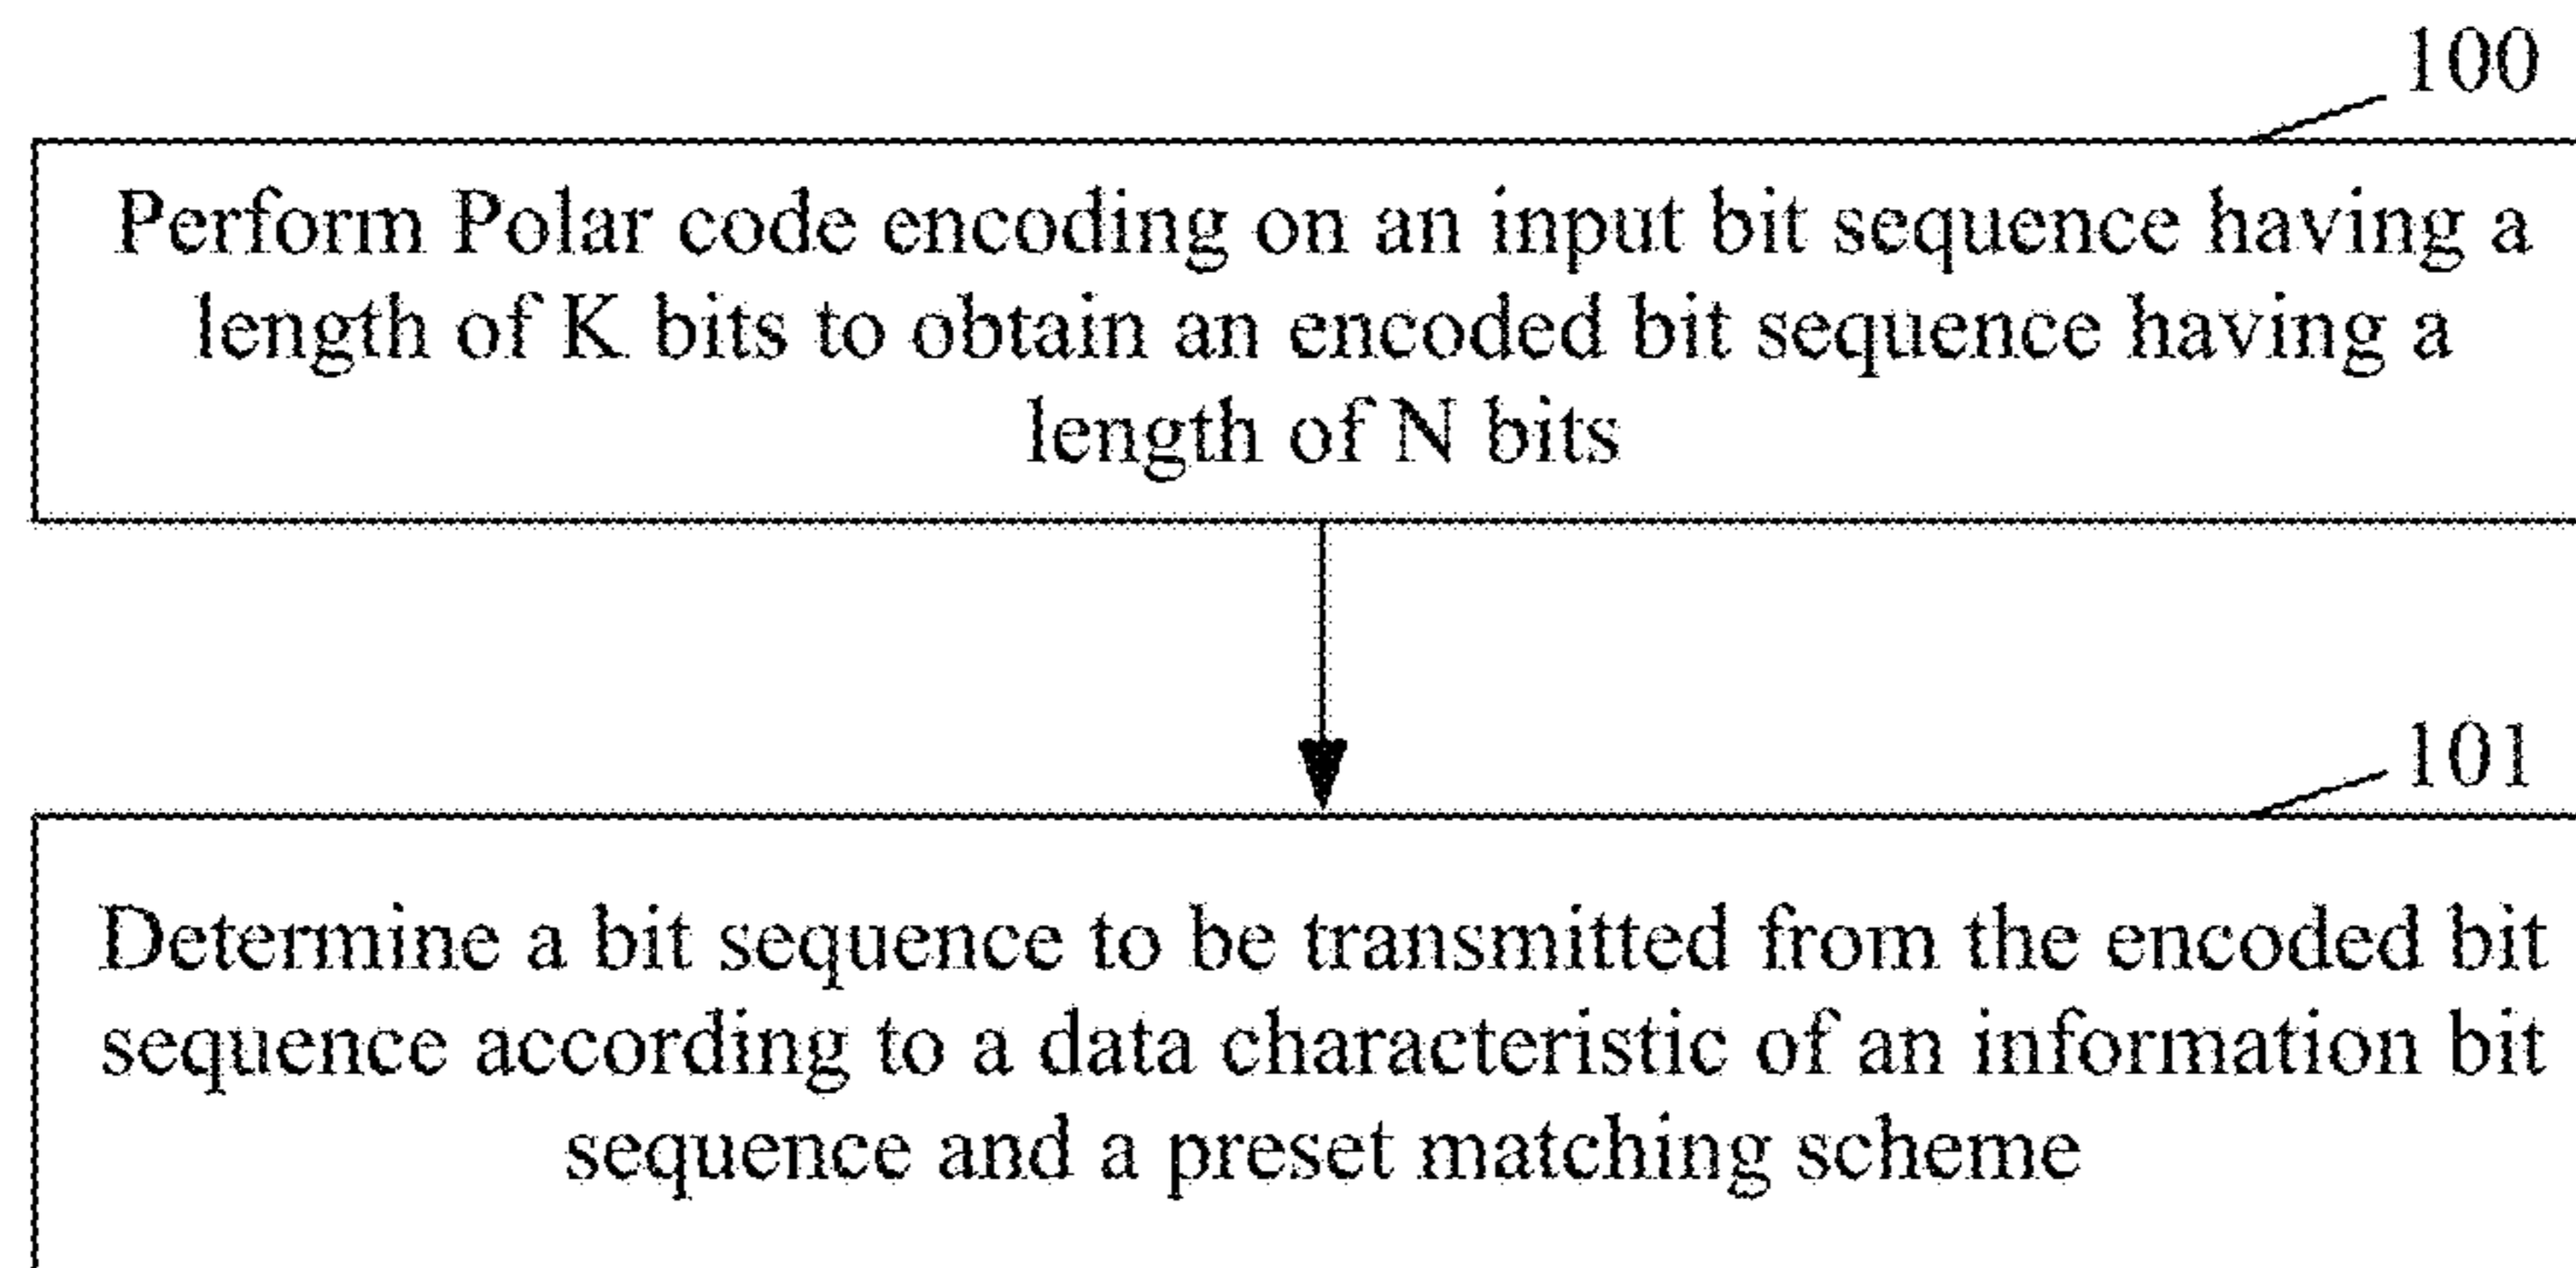 100
Perform Polar code encoding on an input bit sequence having a
length of K bits to obtain an encoded bit sequence having a
length of N bits
101
Determine a bit sequence to be transmitted from the encoded bit
sequence according to a data characteristic of an information bit
sequence and a preset matching scheme